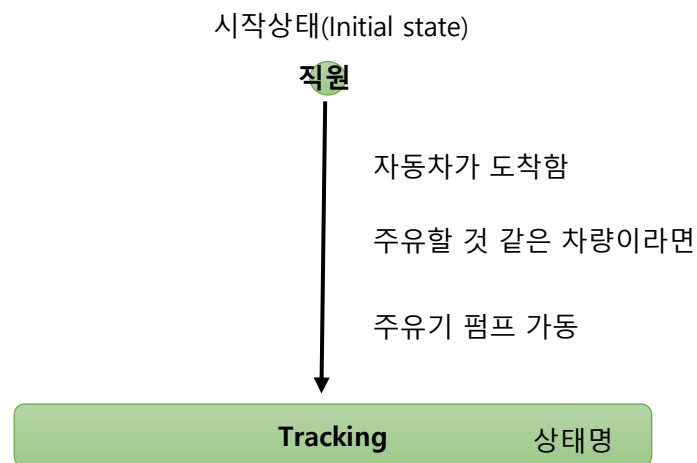 시작상태(Initial state)
직원
자동차가 도착함
주유할 것 같은 차량이라면
주유기 펌프 가동
Tracking 상태명